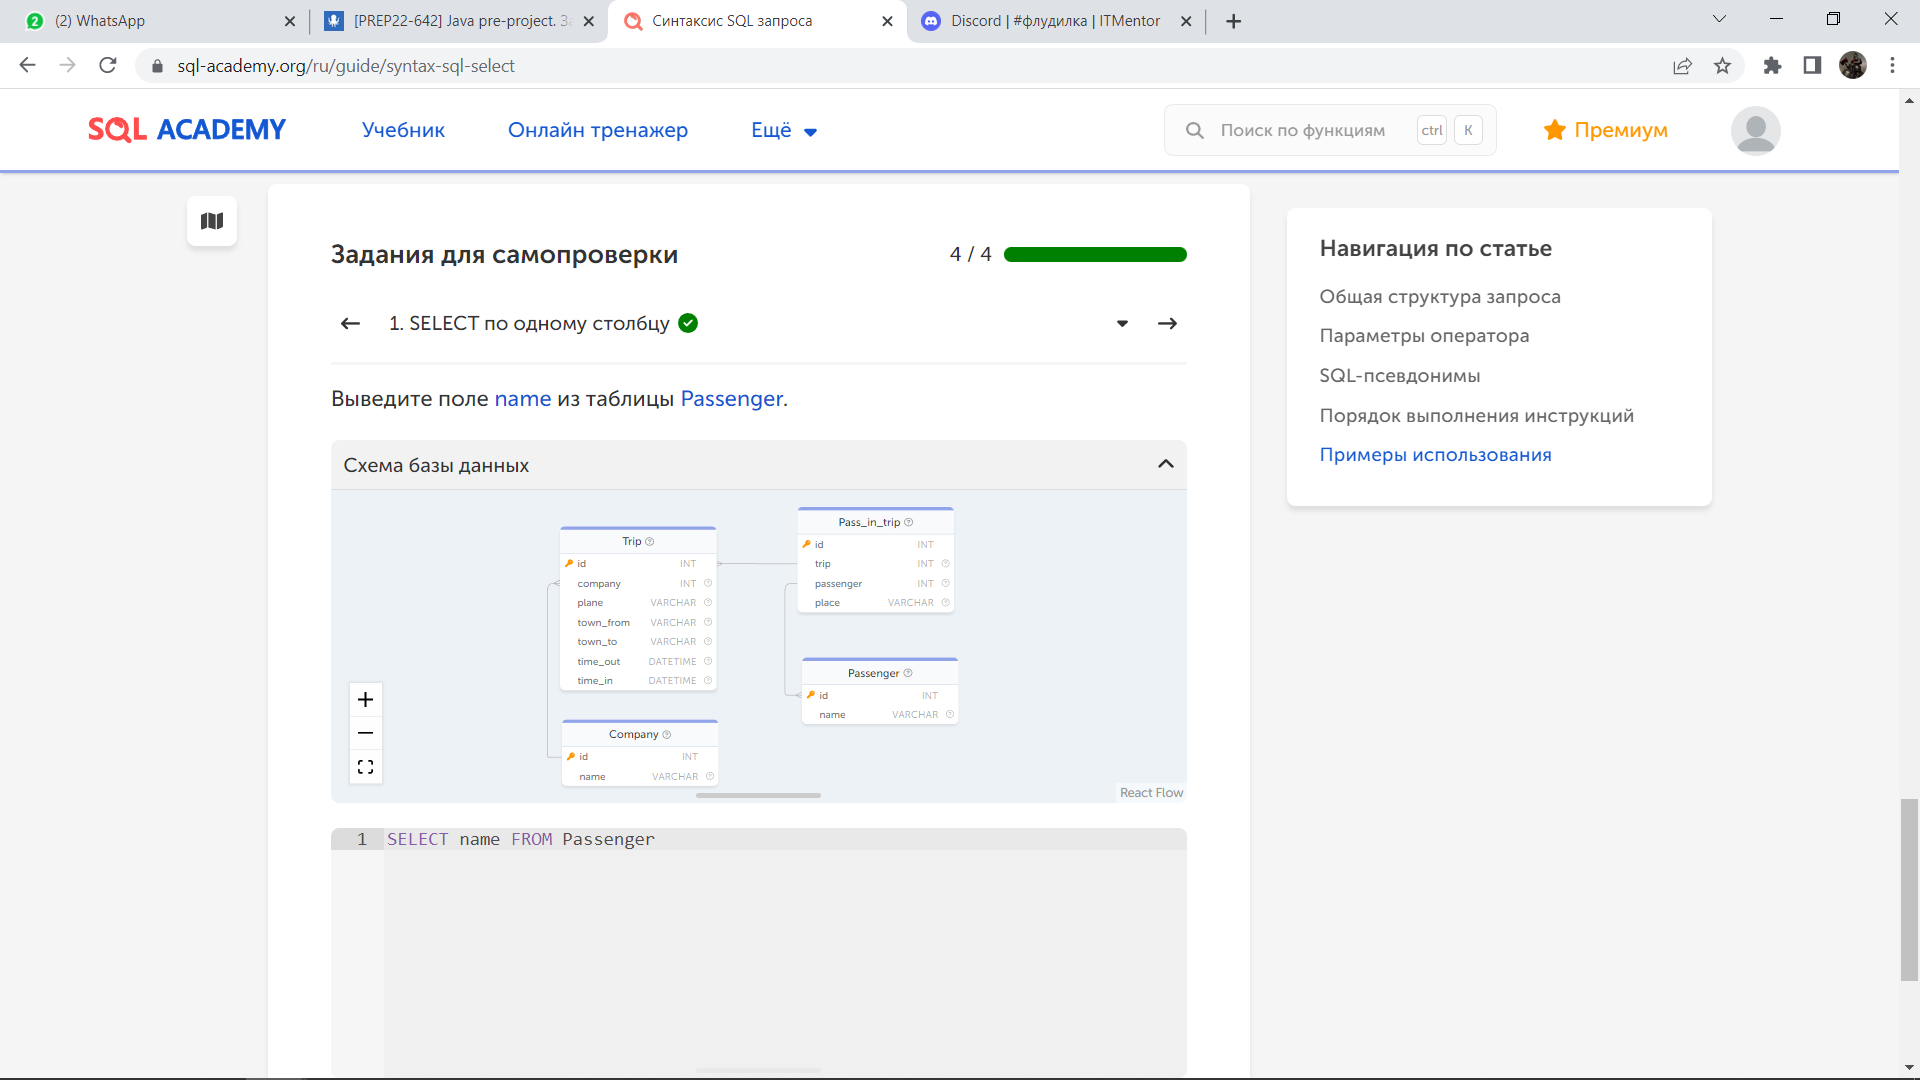 (2) WhatsApp
[PREP22-642] Java pre-project. За
Синтаксис SQL запроса
Discord | #флудилка | ITMentor
sql-academy.org/ru/guide/syntax-sql-select
SQL ACADEMY
Учебник
Онлайн тренажер
Ещё
Поиск по функциям
ctrl
K
Премиум
Задания для самопроверки
4 / 4
1. SELECT по одному столбцу
Выведите поле name из таблицы Passenger.
Схема базы данных
Trip
id INT
company INT
plane VARCHAR
town_from VARCHAR
town_to VARCHAR
time_out DATETIME
time_in DATETIME
Company
id INT
name VARCHAR
Pass_in_trip
id INT
trip INT
passenger INT
place VARCHAR
Passenger
id INT
name VARCHAR
React Flow
1 SELECT name FROM Passenger
Навигация по статье
Общая структура запроса
Параметры оператора
SQL-псевдонимы
Порядок выполнения инструкций
Примеры использования